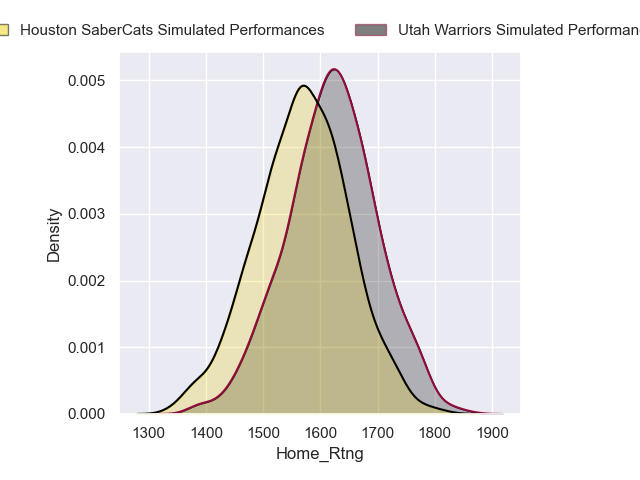 Houston SaberCats Simulated Performances
Utah Warriors Simulated
0.005
0.004
0.003
0.002
0.001
0.000
Density
1300 1400 1500 1600 1700 1800 1900
Home_Rtng